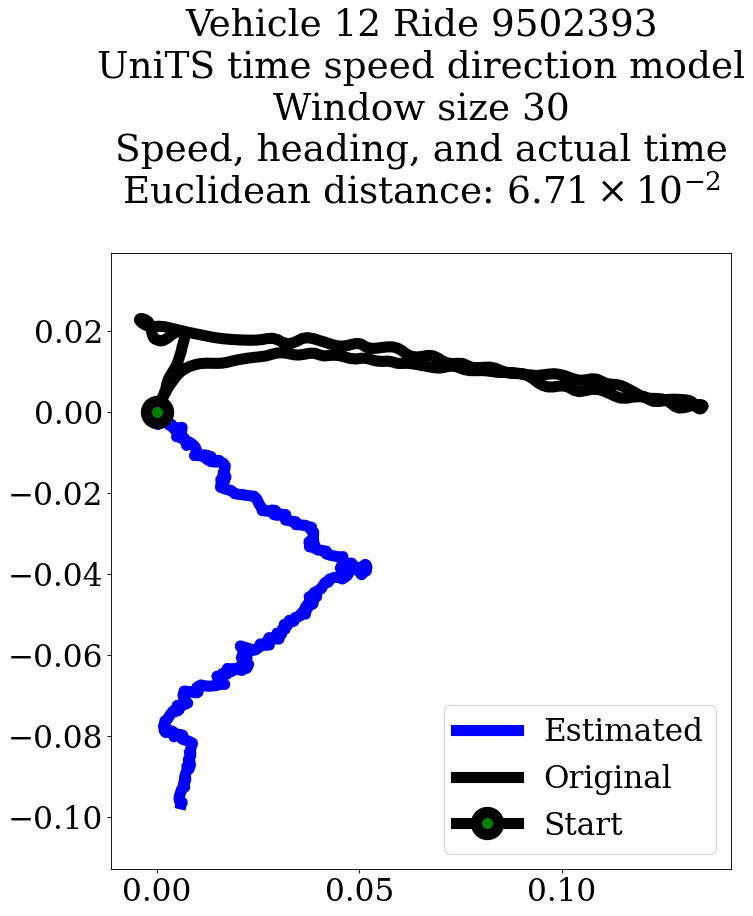 Vehicle 12 Ride 9502393
UniTS time speed direction model
Window size 30
Speed, heading, and actual time
Euclidean distance: 6.71 × 10⁻²
0.02
0.00
−0.02
−0.04
−0.06
−0.08
−0.10
Estimated
Original
Start
0.00 0.05 0.10